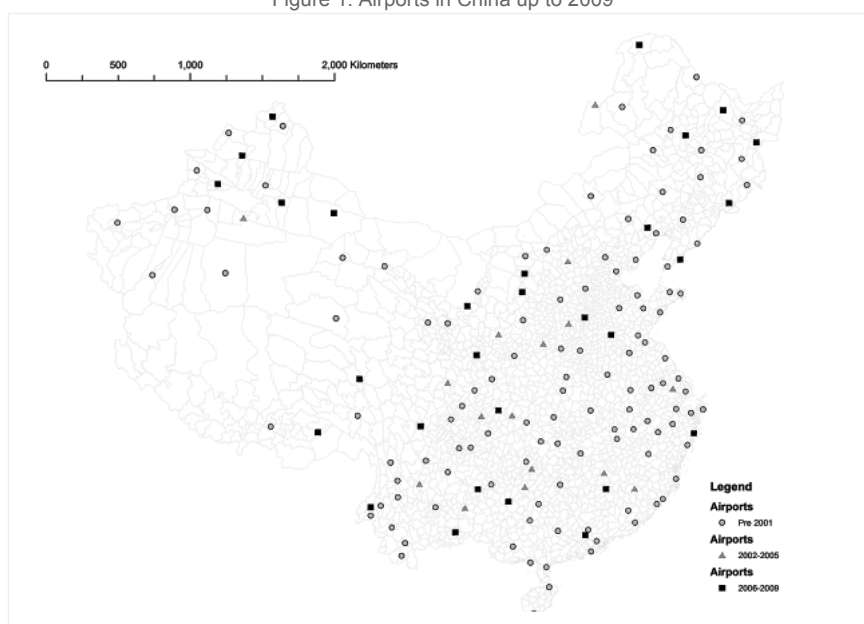 Figure 1: Airports in China up to 2009
0 500 1,000 2,000 Kilometers
Legend
Airports
Pre 2001
Airports
2002-2005
Airports
2006-2009